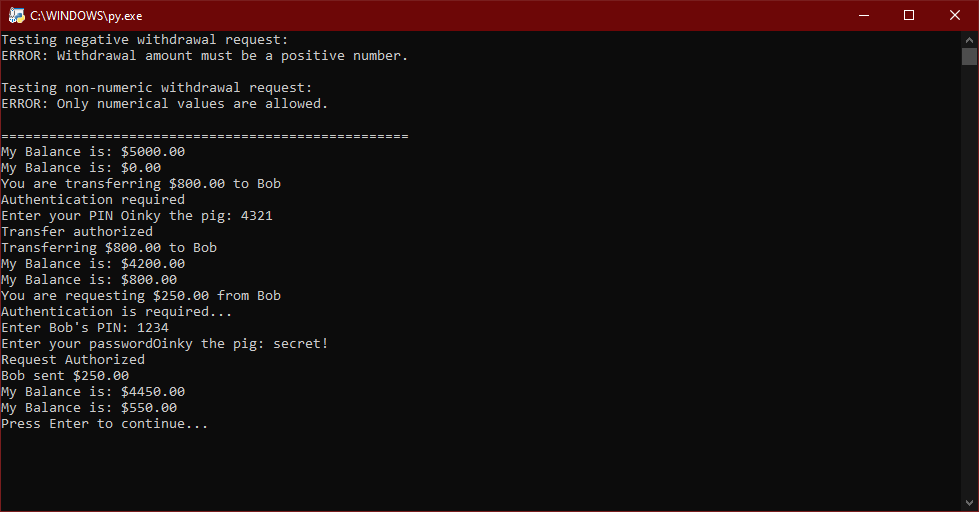 C:\WINDOWS\py.exe
Testing negative withdrawal request:
ERROR: Withdrawal amount must be a positive number.
Testing non-numeric withdrawal request:
ERROR: Only numerical values are allowed.
===================================================
My Balance is: $5000.00
My Balance is: $0.00
You are transferring $800.00 to Bob
Authentication required
Enter your PIN Oinky the pig: 4321
Transfer authorized
Transferring $800.00 to Bob
My Balance is: $4200.00
My Balance is: $800.00
You are requesting $250.00 from Bob
Authentication is required...
Enter Bob's PIN: 1234
Enter your passwordOinky the pig: secret!
Request Authorized
Bob sent $250.00
My Balance is: $4450.00
My Balance is: $550.00
Press Enter to continue...